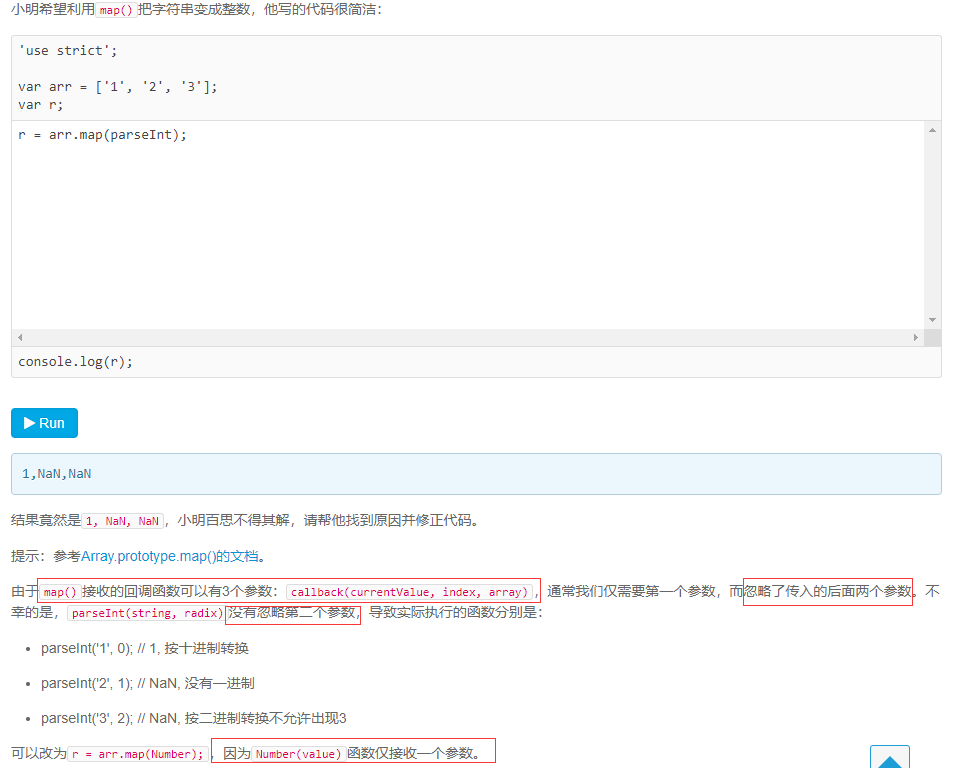 小明希望利用map()把字符串变成整数，他写的代码很简洁：
'use strict';
var arr = ['1', '2', '3'];
var r;
r = arr.map(parseInt);
console.log(r);
Run
1,NaN,NaN
结果竟然是1, NaN, NaN，小明百思不得其解，请帮他找到原因并修正代码。
提示：参考Array.prototype.map()的文档。
由于map()接收的回调函数可以有3个参数：callback(currentValue, index, array)，通常我们仅需要第一个参数，而忽略了传入的后面两个参数。不
幸的是，parseInt(string, radix)没有忽略第二个参数，导致实际执行的函数分别是：
• parseInt('1', 0); // 1, 按十进制转换
• parseInt('2', 1); // NaN, 没有一进制
• parseInt('3', 2); // NaN, 按二进制转换不允许出现3
可以改为r = arr.map(Number);，因为Number(value)函数仅接收一个参数。